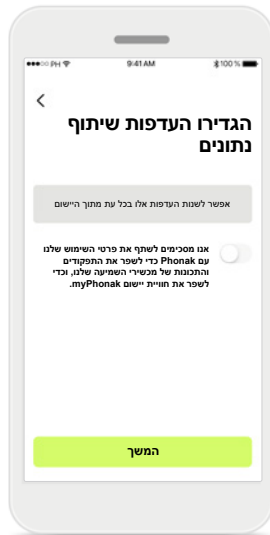 PH
9:41 AM
100 %
הגדירו העדפות שיתוף
נתונים
אפשר לשנות העדפות אלו בכל עת מתוך היישום
אנו מסכימים לשתף את פרטי השימוש שלנו
עם Phonak כדי לשפר את התפקודים
והתכונות של מכשירי השמיעה שלנו, וכדי
לשפר את חוויית יישום myPhonak.
המשך